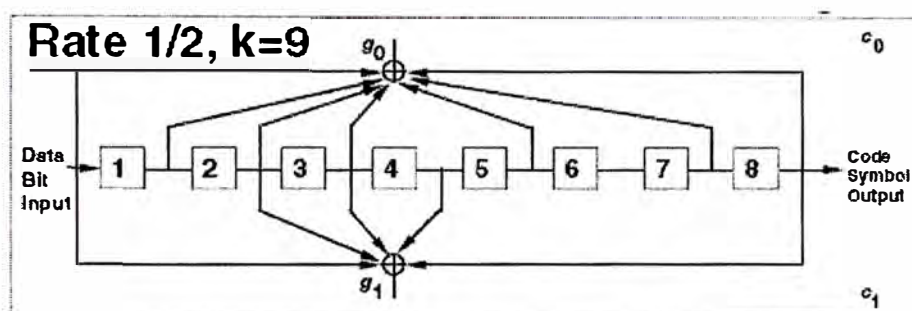 Rate 1/2, k=9
g0
c0
Data
Bit
Input
1 2 3 4 5 6 7 8
Code
Symbol
Output
g1
c1